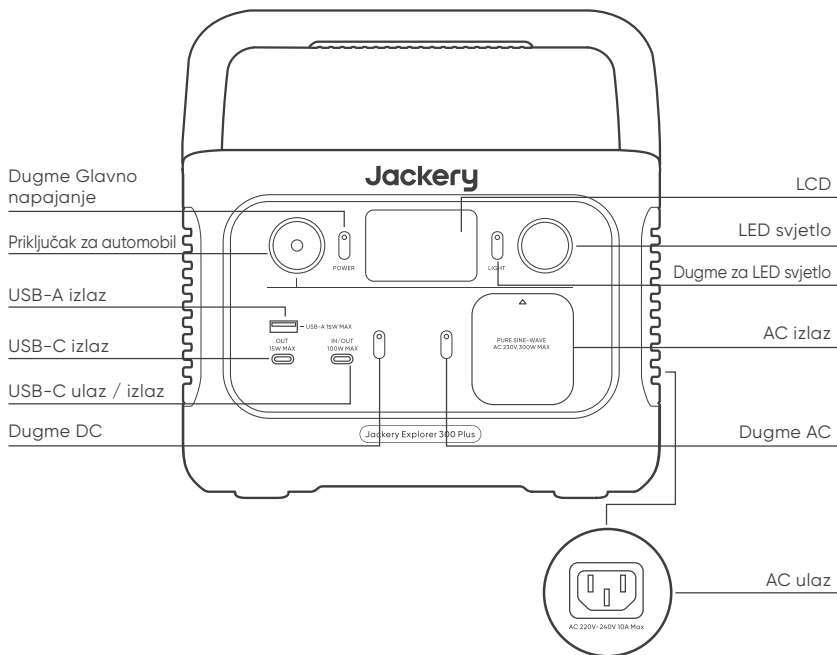 Jackery
Dugme Glavno
napajanje
LCD
Priključak za automobil
LED svjetlo
POWER
LIGHT
Dugme za LED svjetlo
USB-A izlaz
USB-A 15W MAX
USB-C izlaz
OUT
15W MAX
IN/OUT
100W MAX
PURE SINE-WAVE
AC 230V, 300W MAX
AC izlaz
USB-C ulaz / izlaz
Dugme DC
Jackery Explorer 300 Plus
Dugme AC
AC ulaz
AC 220V-240V 10A Max